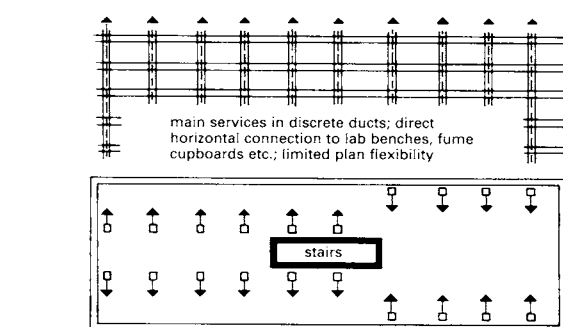 main services in discrete ducts; direct
horizontal connection to lab benches, fume
cupboards etc.; limited plan flexibility
stairs